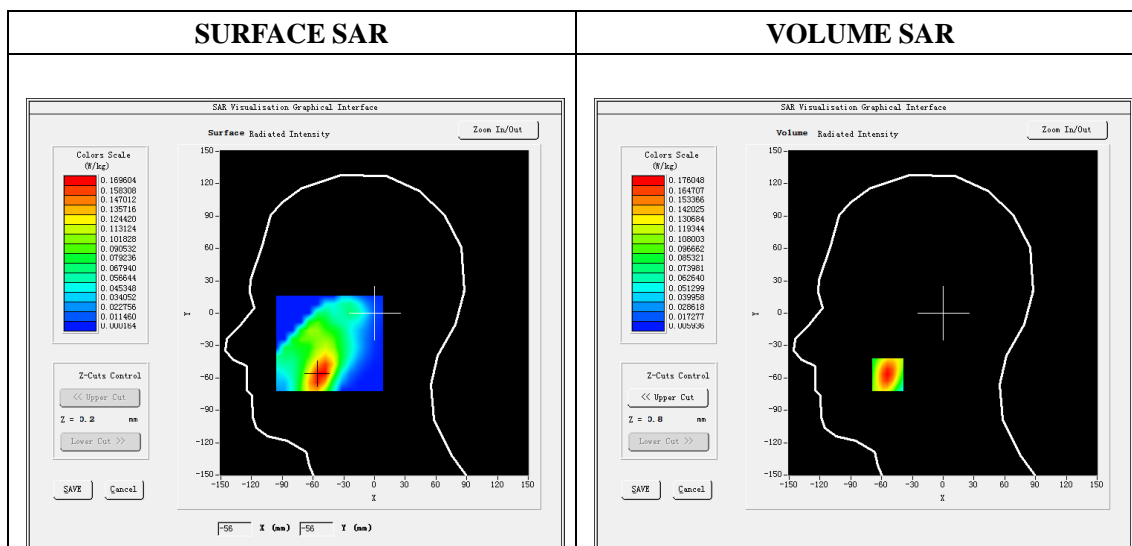 SURFACE SAR
VOLUME SAR
SAR Visualisation Graphical Interface
Surface Radiated Intensity
Zoom In/Out
Colors Scale
(W/kg)
0.169604
0.158308
0.147012
0.135716
0.124420
0.113124
0.101828
0.090532
0.079236
0.067940
0.056644
0.045348
0.034052
0.022756
0.011460
0.000164
150
120
90
60
30
0
-30
-60
-90
-120
-150
Y
-150 -120 -90 -60 -30 0 30 60 90 120 150
X
Z-Cuts Control
<< Upper Cut
Z = 0.2 mm
Lower Cut >>
SAVE Cancel
-56 X (mm) -56 Y (mm)
SAR Visualisation Graphical Interface
Volume Radiated Intensity
Zoom In/Out
Colors Scale
(W/kg)
0.176048
0.164707
0.153366
0.142025
0.130684
0.119344
0.108003
0.096662
0.085321
0.073981
0.062640
0.051299
0.039958
0.028618
0.017277
0.005936
150
120
90
60
30
0
-30
-60
-90
-120
-150
Y
-150 -120 -90 -60 -30 0 30 60 90 120 150
X
Z-Cuts Control
<< Upper Cut
Z = 0.8 mm
Lower Cut >>
SAVE Cancel